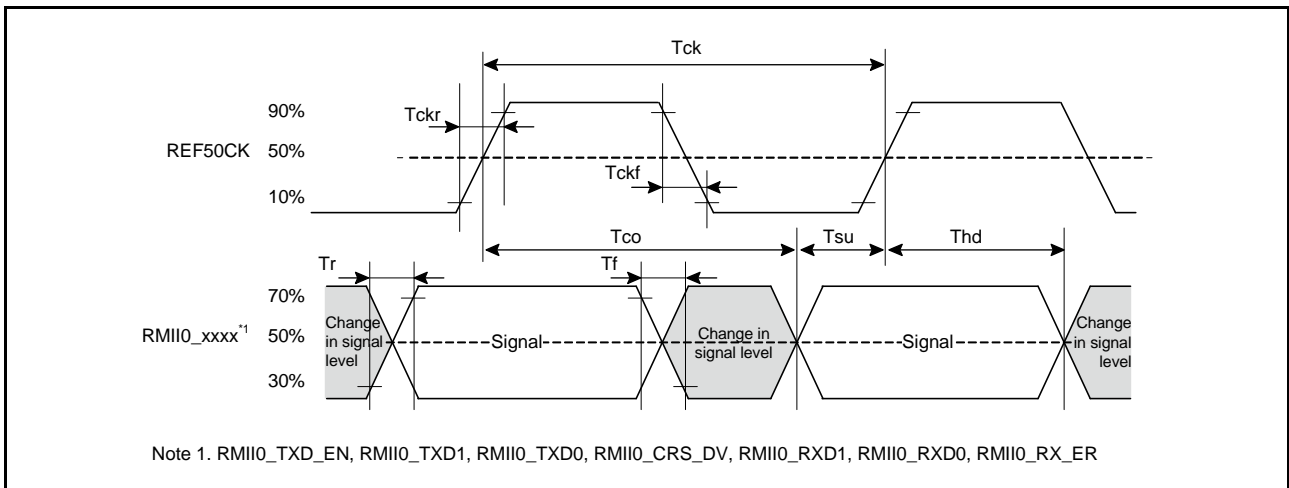 Tck
90%
Tckr
REF50CK 50%
Tckf
10%
Tco Tsu Thd
Tr Tf
70%
RMII0_xxxx*1 50%
30%
Change in signal level
Signal
Change in signal level
Signal
Change in signal level
Note 1. RMII0_TXD_EN, RMII0_TXD1, RMII0_TXD0, RMII0_CRS_DV, RMII0_RXD1, RMII0_RXD0, RMII0_RX_ER